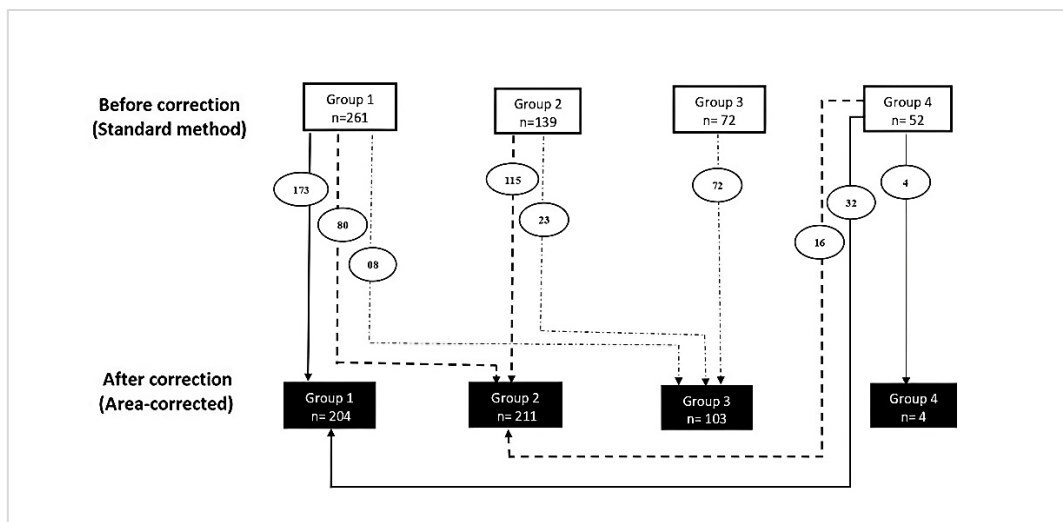 Before correction
(Standard method)
Group 1
n=261
Group 2
n=139
Group 3
n= 72
Group 4
n= 52
173
80
08
115
23
72
16
32
4
After correction
(Area-corrected)
Group 1
n= 204
Group 2
n= 211
Group 3
n= 103
Group 4
n= 4